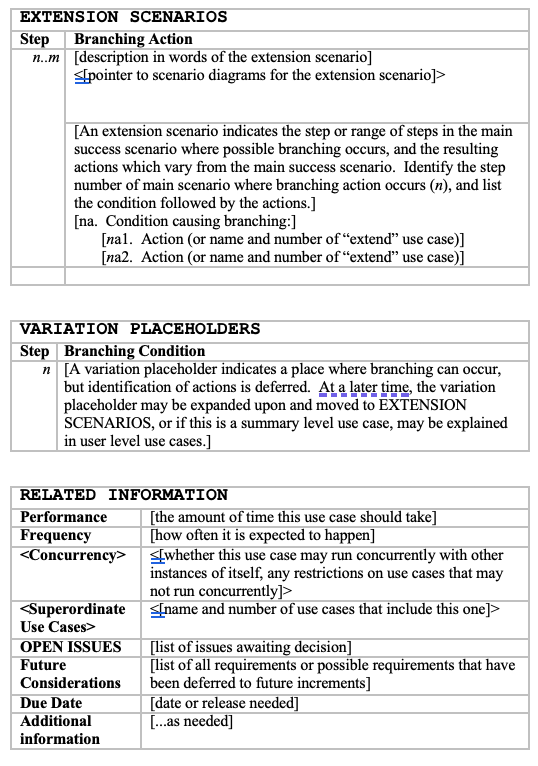 EXTENSION SCENARIOS
Step Branching Action
n..m [description in words of the extension scenario]
<[pointer to scenario diagrams for the extension scenario]>
[An extension scenario indicates the step or range of steps in the main
success scenario where possible branching occurs, and the resulting
actions which vary from the main success scenario. Identify the step
number of main scenario where branching action occurs (n), and list
the condition followed by the actions.]
[na. Condition causing branching:]
[na1. Action (or name and number of “extend” use case)]
[na2. Action (or name and number of “extend” use case)]
VARIATION PLACEHOLDERS
Step Branching Condition
n [A variation placeholder indicates a place where branching can occur,
but identification of actions is deferred. At a later time, the variation
placeholder may be expanded upon and moved to EXTENSION
SCENARIOS, or if this is a summary level use case, may be explained
in user level use cases.]
RELATED INFORMATION
Performance [the amount of time this use case should take]
Frequency [how often it is expected to happen]
<Concurrency> <[whether this use case may run concurrently with other
instances of itself, any restrictions on use cases that may
not run concurrently]>
<Superordinate <[name and number of use cases that include this one]>
Use Cases>
OPEN ISSUES [list of issues awaiting decision]
Future [list of all requirements or possible requirements that have
Considerations been deferred to future increments]
Due Date [date or release needed]
Additional [...as needed]
information